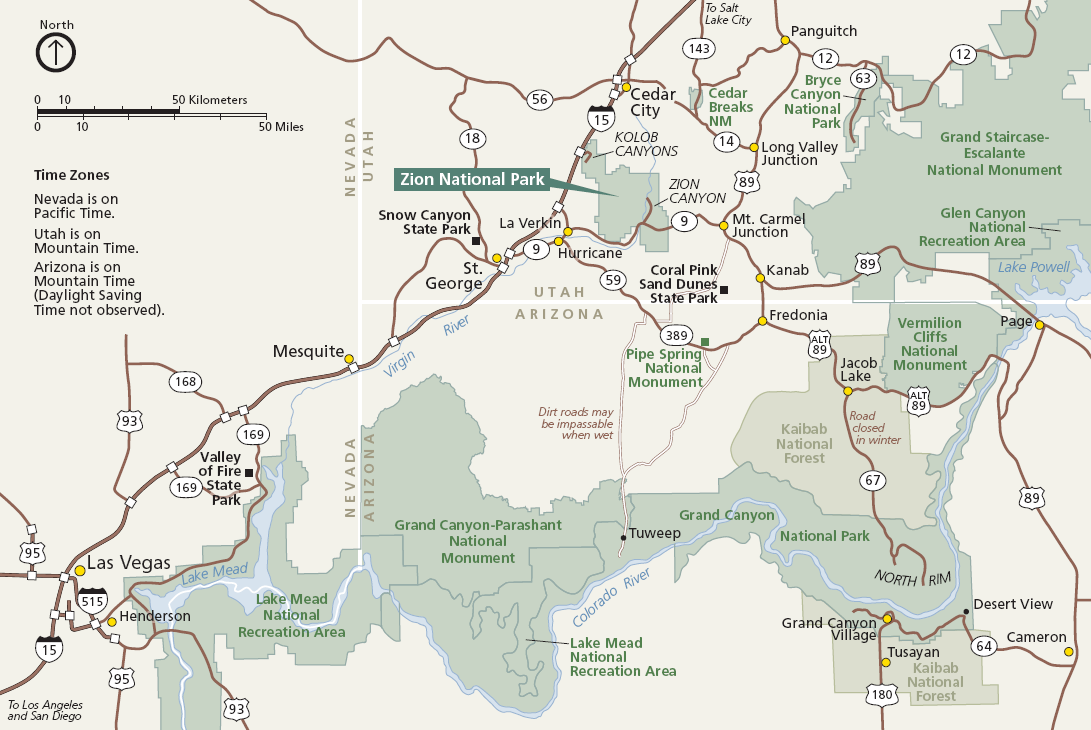 North
0 10 50 Kilometers
0 10 50 Miles
Time Zones
Nevada is on
Pacific Time.
Utah is on
Mountain Time.
Arizona is on
Mountain Time
(Daylight Saving
Time not observed).
To Salt
Lake City
Panguitch
143
12
12
63
Bryce
Canyon
National
Park
Cedar
Breaks
NM
56
Cedar
City
15
18
KOLOB
CANYONS
14
Long Valley
Junction
Grand Staircase-
Escalante
National Monument
NEVADA
UTAH
Zion National Park
ZION
CANYON
89
Snow Canyon
State Park
La Verkin
9
Mt. Carmel
Junction
Glen Canyon
National
Recreation Area
9
Hurricane
St.
George
59
Coral Pink
Sand Dunes
State Park
Kanab
89
Lake Powell
UTAH
ARIZONA
Fredonia
Page
Virgin
River
389
Pipe Spring
National
Monument
ALT
89
Vermilion
Cliffs
National
Monument
Mesquite
Jacob
Lake
168
ALT
89
93
Dirt roads may
be impassable
when wet
Road
closed
in winter
Kaibab
National
Forest
169
NEVADA
ARIZONA
Valley
of Fire
State
Park
169
67
89
Grand Canyon-Parashant
National
Monument
Grand Canyon
National Park
Tuweep
95
Las Vegas
Lake Mead
NORTH RIM
Colorado River
515
Henderson
Lake Mead
National
Recreation Area
Desert View
Grand Canyon
Village
15
Lake Mead
National
Recreation Area
64
Cameron
Tusayan
95
Kaibab
National
Forest
180
93
To Los Angeles
and San Diego